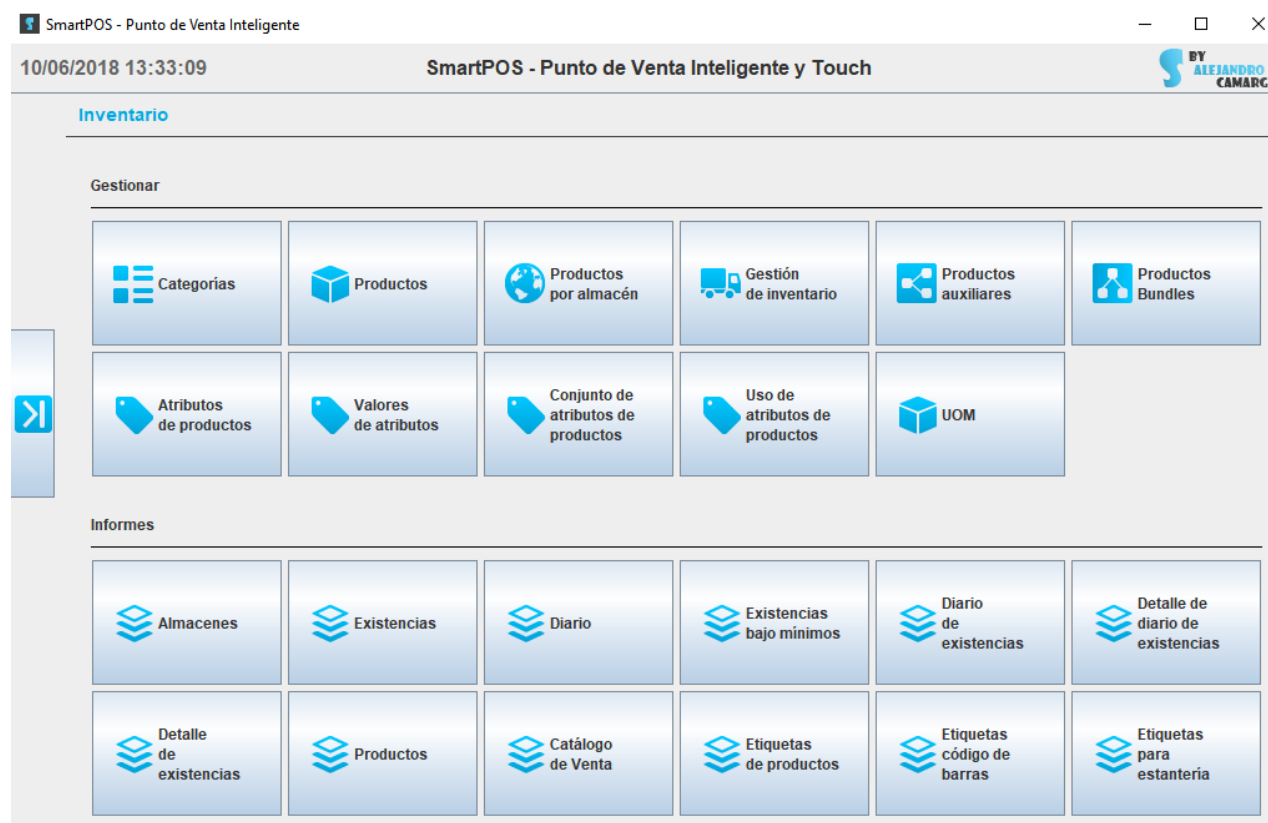 SmartPOS - Punto de Venta Inteligente
10/06/2018 13:33:09
SmartPOS - Punto de Venta Inteligente y Touch
BY
ALEJANDRO
CAMARG
Inventario
Gestionar
Categorías
Productos
Productos
por almacén
Gestión
de inventario
Productos
auxiliares
Productos
Bundles
Atributos
de productos
Valores
de atributos
Conjunto de
atributos de
productos
Uso de
atributos de
productos
UOM
Informes
Almacenes
Existencias
Diario
Existencias
bajo mínimos
Diario
de
existencias
Detalle de
diario de
existencias
Detalle
de
existencias
Productos
Catálogo
de Venta
Etiquetas
de productos
Etiquetas
código de
barras
Etiquetas
para
estantería